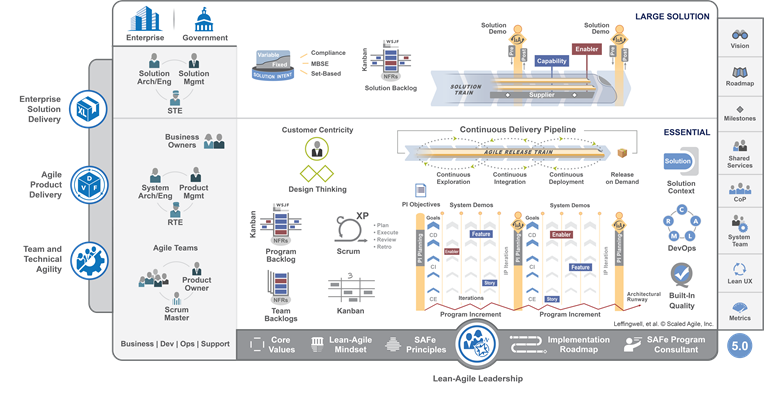 Enterprise
Government
LARGE SOLUTION
Solution
Arch/Eng
Solution
Mgmt
STE
Variable
Fixed
SOLUTION INTENT
Compliance
MBSE
Set-Based
Kanban
WSJF
NFRs
Solution Backlog
Solution
Demo
Solution
Demo
Enabler
Capability
SOLUTION
TRAIN
Supplier
Enterprise
Solution
Delivery
XL
Agile
Product
Delivery
D
V
F
Team and
Technical
Agility
Business
Owners
System
Arch/Eng
Product
Mgmt
RTE
Agile Teams
Product
Owner
Scrum
Master
Business | Dev | Ops | Support
Customer Centricity
Design Thinking
Kanban
WSJF
NFRs
Program
Backlog
XP
Scrum
• Plan
• Execute
• Review
• Retro
NFRs
Team
Backlogs
3
Kanban
Continuous Delivery Pipeline
AGILE RELEASE TRAIN
Continuous
Exploration
Continuous
Integration
Continuous
Deployment
Release
on Demand
PI Objectives
System Demos
System Demos
Goals
Goals
PI Planning
CD
CI
CE
Enabler
Feature
Story
Iterations
IP Iteration
I&A
PI Planning
CD
CI
CE
Enabler
Feature
Story
IP Iteration
I&A
PI Planning
Program Increment
Program Increment
Architectural
Runway
ESSENTIAL
Solution
Solution
Context
C
A
L
M
R
DevOps
Built-In
Quality
Leffingwell, et al. © Scaled Agile, Inc.
Vision
Roadmap
Milestones
Shared
Services
CoP
System
Team
Lean UX
Metrics
5.0
Core
Values
Lean-Agile
Mindset
SAFe
Principles
Implementation
Roadmap
SAFe Program
Consultant
Lean-Agile Leadership